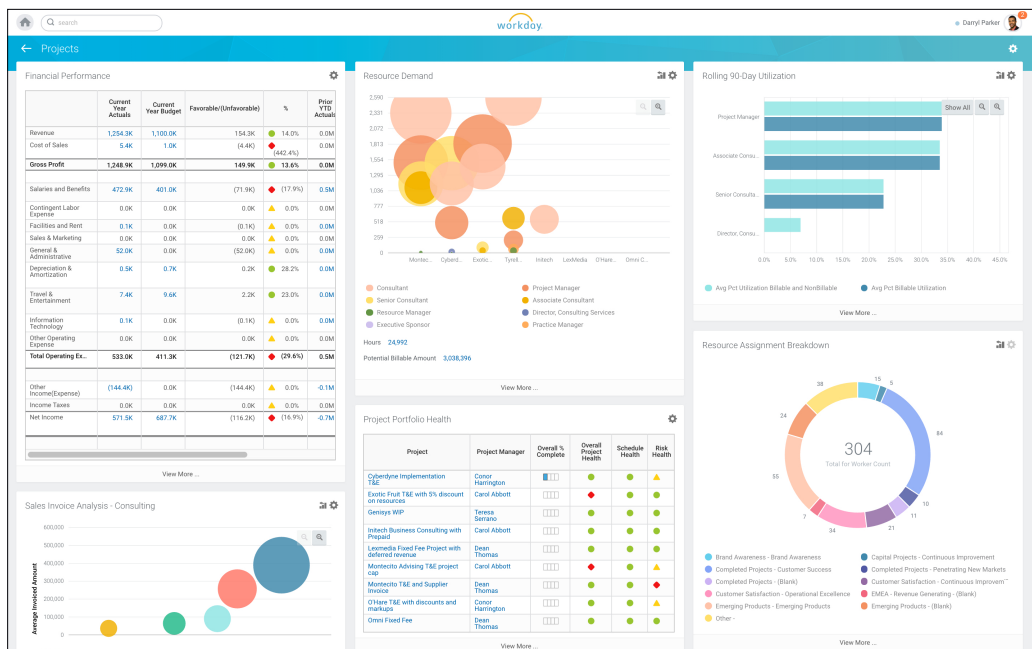 search
workday
Darryl Parker
2
Projects
Financial Performance
Current Year Actuals Current Year Budget Favorable/(Unfavorable) % Prior YTD Actuals
Revenue 1,254.3K 1,100.0K 154.3K 14.0% 0.0M
Cost of Sales 5.4K 1.0K (4.4K) (442.4%) 0.0M
Gross Profit 1,248.9K 1,099.0K 149.9K 13.6% 0.0M
Salaries and Benefits 472.9K 401.0K (71.9K) (17.9%) 0.5M
Contingent Labor Expense 0.0K 0.0K 0.0K 0.0% 0.0M
Facilities and Rent 0.1K 0.0K (0.1K) 0.0% 0.0M
Sales & Marketing 0.0K 0.0K 0.0K 0.0% 0.0M
General & Administrative 52.0K 0.0K (52.0K) 0.0% 0.0M
Depreciation & Amortization 0.5K 0.7K 0.2K 28.2% 0.0M
Travel & Entertainment 7.4K 9.6K 2.2K 23.0% 0.0M
Information Technology 0.1K 0.0K (0.1K) 0.0% 0.0M
Other Operating Expense 0.0K 0.0K 0.0K 0.0% 0.0M
Total Operating Ex... 533.0K 411.3K (121.7K) (29.6%) 0.5M
Other Income(Expense) (144.4K) 0.0K (144.4K) 0.0% -0.1M
Income Taxes 0.0K 0.0K 0.0K 0.0% 0.0M
Net Income 571.5K 687.7K (116.2K) (16.9%) -0.7M
View More ...
Sales Invoice Analysis - Consulting
Average Invoiced Amount
600,000
500,000
400,000
300,000
200,000
100,000
0
Resource Demand
2,590
2,331
2,072
1,813
1,554
1,295
1,036
777
518
259
Montec... Cyberd... Exotic... Tyrell... Initech LexMedia O'Hare... Omni C...
Consultant Project Manager
Senior Consultant Associate Consultant
Resource Manager Director, Consulting Services
Executive Sponsor Practice Manager
Hours 24,992
Potential Billable Amount 3,038,396
View More ...
Project Portfolio Health
Project Project Manager Overall % Complete Overall Project Health Schedule Health Risk Health
Cyberdyne Implementation T&E Conor Harrington
Exotic Fruit T&E with 5% discount on resources Carol Abbott
Genisys WIP Teresa Serrano
Initech Business Consulting with Prepaid Carol Abbott
Lexmedia Fixed Fee Project with deferred revenue Dean Thomas
Montecito Advising T&E project cap Carol Abbott
Montecito T&E and Supplier Invoice Dean Thomas
O'Hare T&E with discounts and markups Conor Harrington
Omni Fixed Fee Dean Thomas
View More ...
Rolling 90-Day Utilization
Show All
Project Manager
Associate Consu...
Senior Consulta...
Director, Consu...
0.0% 5.0% 10.0% 15.0% 20.0% 25.0% 30.0% 35.0% 40.0% 45.0%
Avg Pct Utilization Billable and NonBillable Avg Pct Billable Utilization
View More ...
Resource Assignment Breakdown
15
5
84
10
11
21
34
7
55
24
38
304
Total for Worker Count
Brand Awareness - Brand Awareness Capital Projects - Continuous Improvement
Completed Projects - Customer Success Completed Projects - Penetrating New Markets
Completed Projects - (Blank) Customer Satisfaction - Continuous Improvem...
Customer Satisfaction - Operational Excellence EMEA - Revenue Generating - (Blank)
Emerging Products - Emerging Products Emerging Products - (Blank)
Other -
View More ...